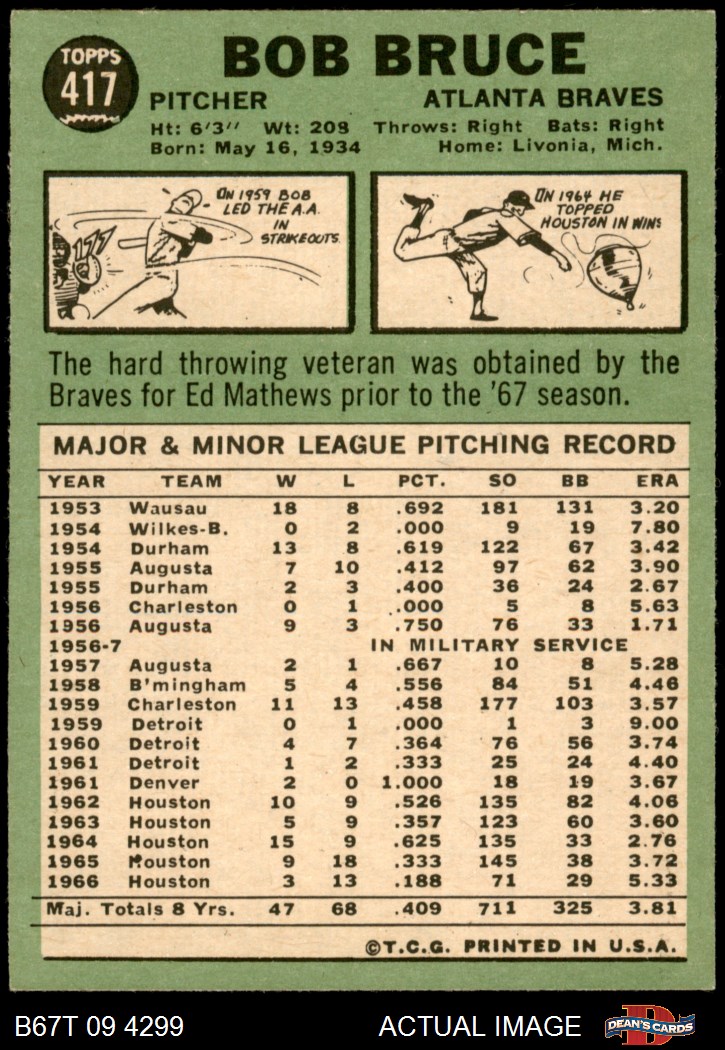 TOPPS
417
BOB BRUCE
PITCHER ATLANTA BRAVES
Ht: 6'3" Wt: 208 Throws: Right Bats: Right
Born: May 16, 1934 Home: Livonia, Mich.
ON 1959 BOB
LED THE A.A.
IN
STRIKEOUTS.
177
IN 1964 HE
TOPPED
HOUSTON IN WINS
The hard throwing veteran was obtained by the
Braves for Ed Mathews prior to the '67 season.
MAJOR & MINOR LEAGUE PITCHING RECORD
YEAR TEAM W L PCT. SO BB ERA
1953 Wausau 18 8 .692 181 131 3.20
1954 Wilkes-B. 0 2 .000 9 19 7.80
1954 Durham 13 8 .619 122 67 3.42
1955 Augusta 7 10 .412 97 62 3.90
1955 Durham 2 3 .400 36 24 2.67
1956 Charleston 0 1 .000 5 8 5.63
1956 Augusta 9 3 .750 76 33 1.71
1956-7 IN MILITARY SERVICE
1957 Augusta 2 1 .667 10 8 5.28
1958 B'mingham 5 4 .556 84 51 4.46
1959 Charleston 11 13 .458 177 103 3.57
1959 Detroit 0 1 .000 1 3 9.00
1960 Detroit 4 7 .364 76 56 3.74
1961 Detroit 1 2 .333 25 24 4.40
1961 Denver 2 0 1.000 18 19 3.67
1962 Houston 10 9 .526 135 82 4.06
1963 Houston 5 9 .357 123 60 3.60
1964 Houston 15 9 .625 135 33 2.76
1965 Houston 9 18 .333 145 38 3.72
1966 Houston 3 13 .188 71 29 5.33
Maj. Totals 8 Yrs. 47 68 .409 711 325 3.81
©T.C.G. PRINTED IN U.S.A.
B67T 09 4299 ACTUAL IMAGE
D
DEAN'S CARDS